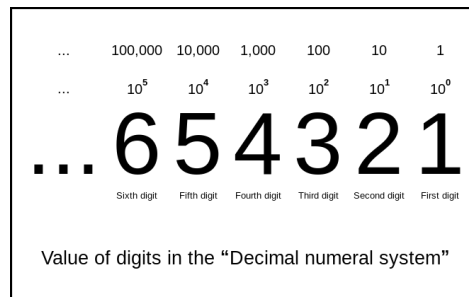 ... 100,000 10,000 1,000 100 10 1
... 10⁵ 10⁴ 10³ 10² 10¹ 10⁰
...654321
Sixth digit Fifth digit Fourth digit Third digit Second digit First digit
Value of digits in the “Decimal numeral system”